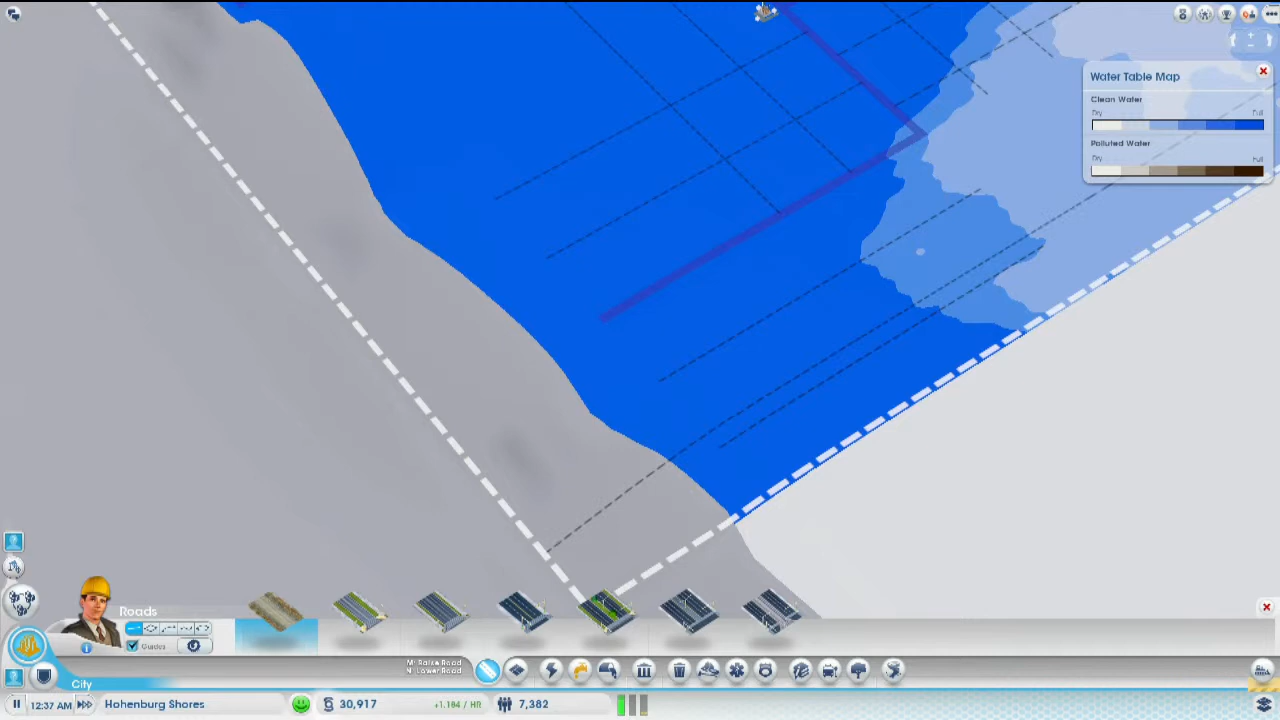 Water Table Map
Clean Water
Dry Full
Polluted Water
Dry Full
Roads
Guides
M: Raise Road
N: Lower Road
City
12:37 AM
Hohenburg Shores
30,917
+1,184 / HR
7,382